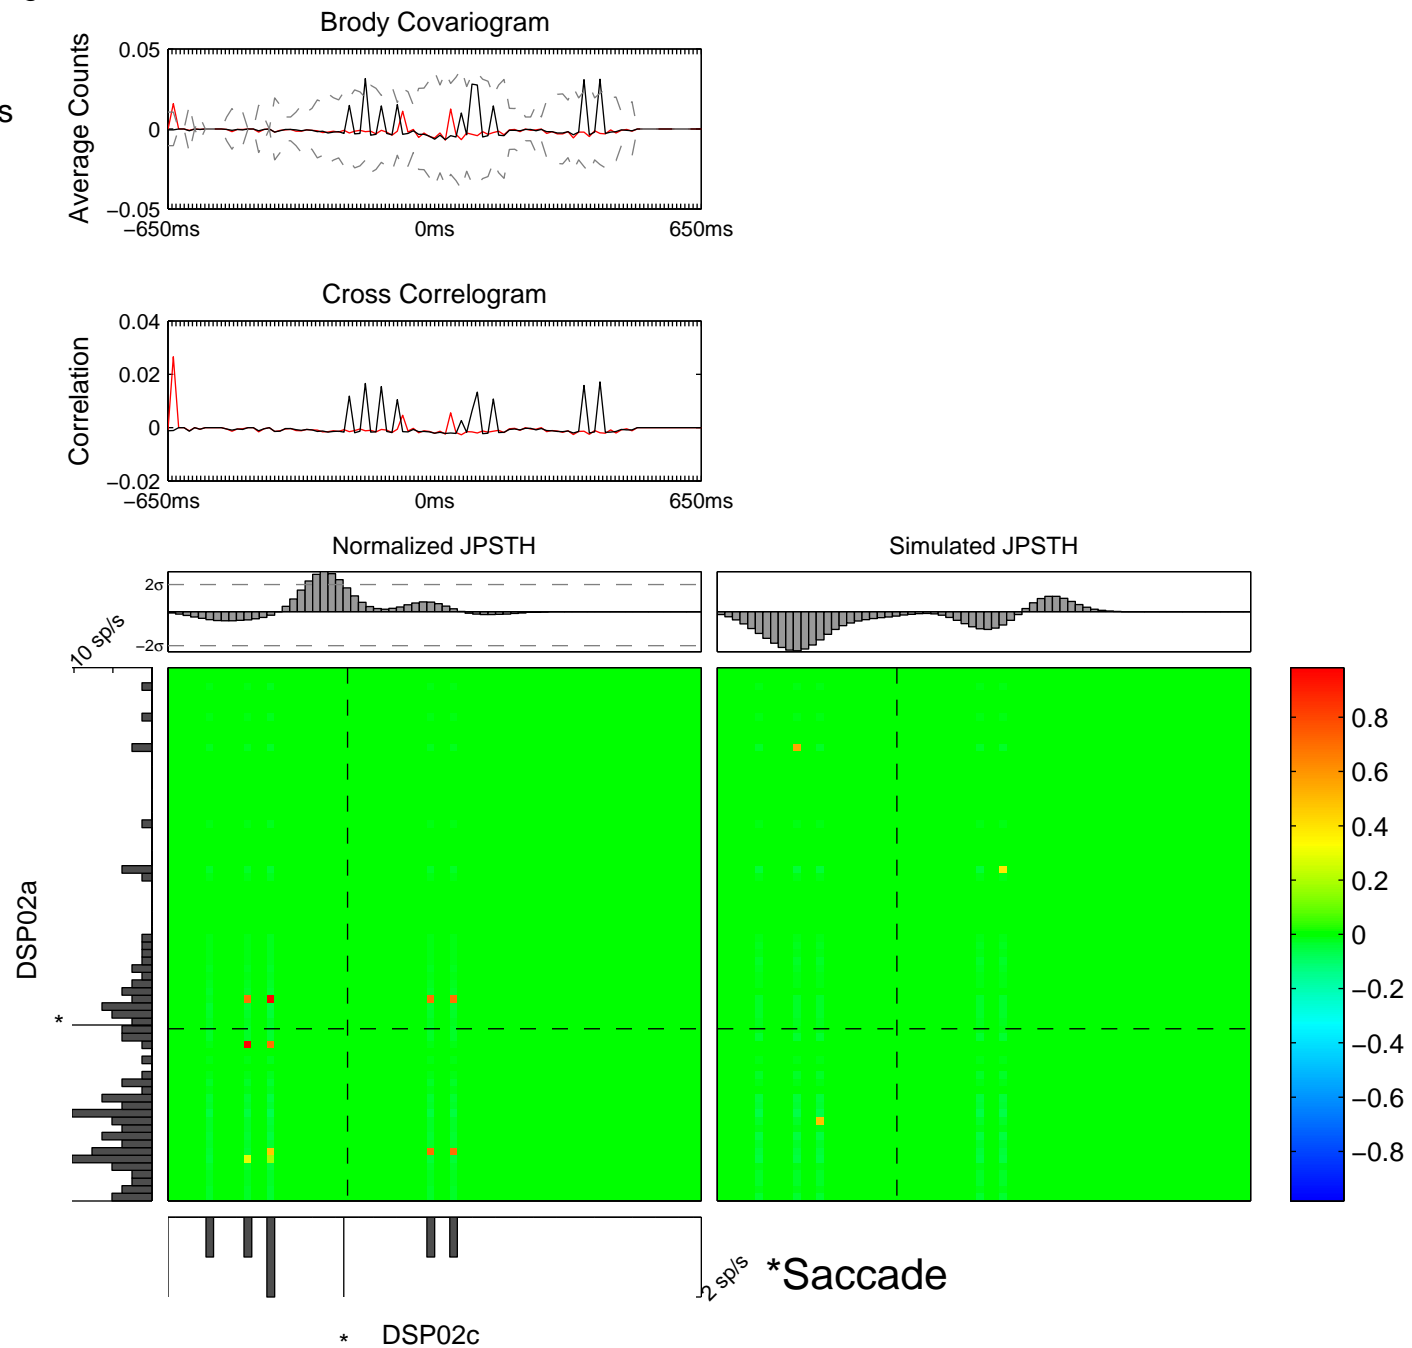 Brody Covariogram
s
Average Counts
0.05
0
−0.05
−650ms
0ms
650ms
Cross Correlogram
Correlation
0.04
0.02
0
−0.02
−650ms
0ms
650ms
Normalized JPSTH
Simulated JPSTH
2σ
−2σ
10 sp/s
DSP02a
*
0.8
0.6
0.4
0.2
0
−0.2
−0.4
−0.6
−0.8
2 sp/s
*Saccade
* DSP02c